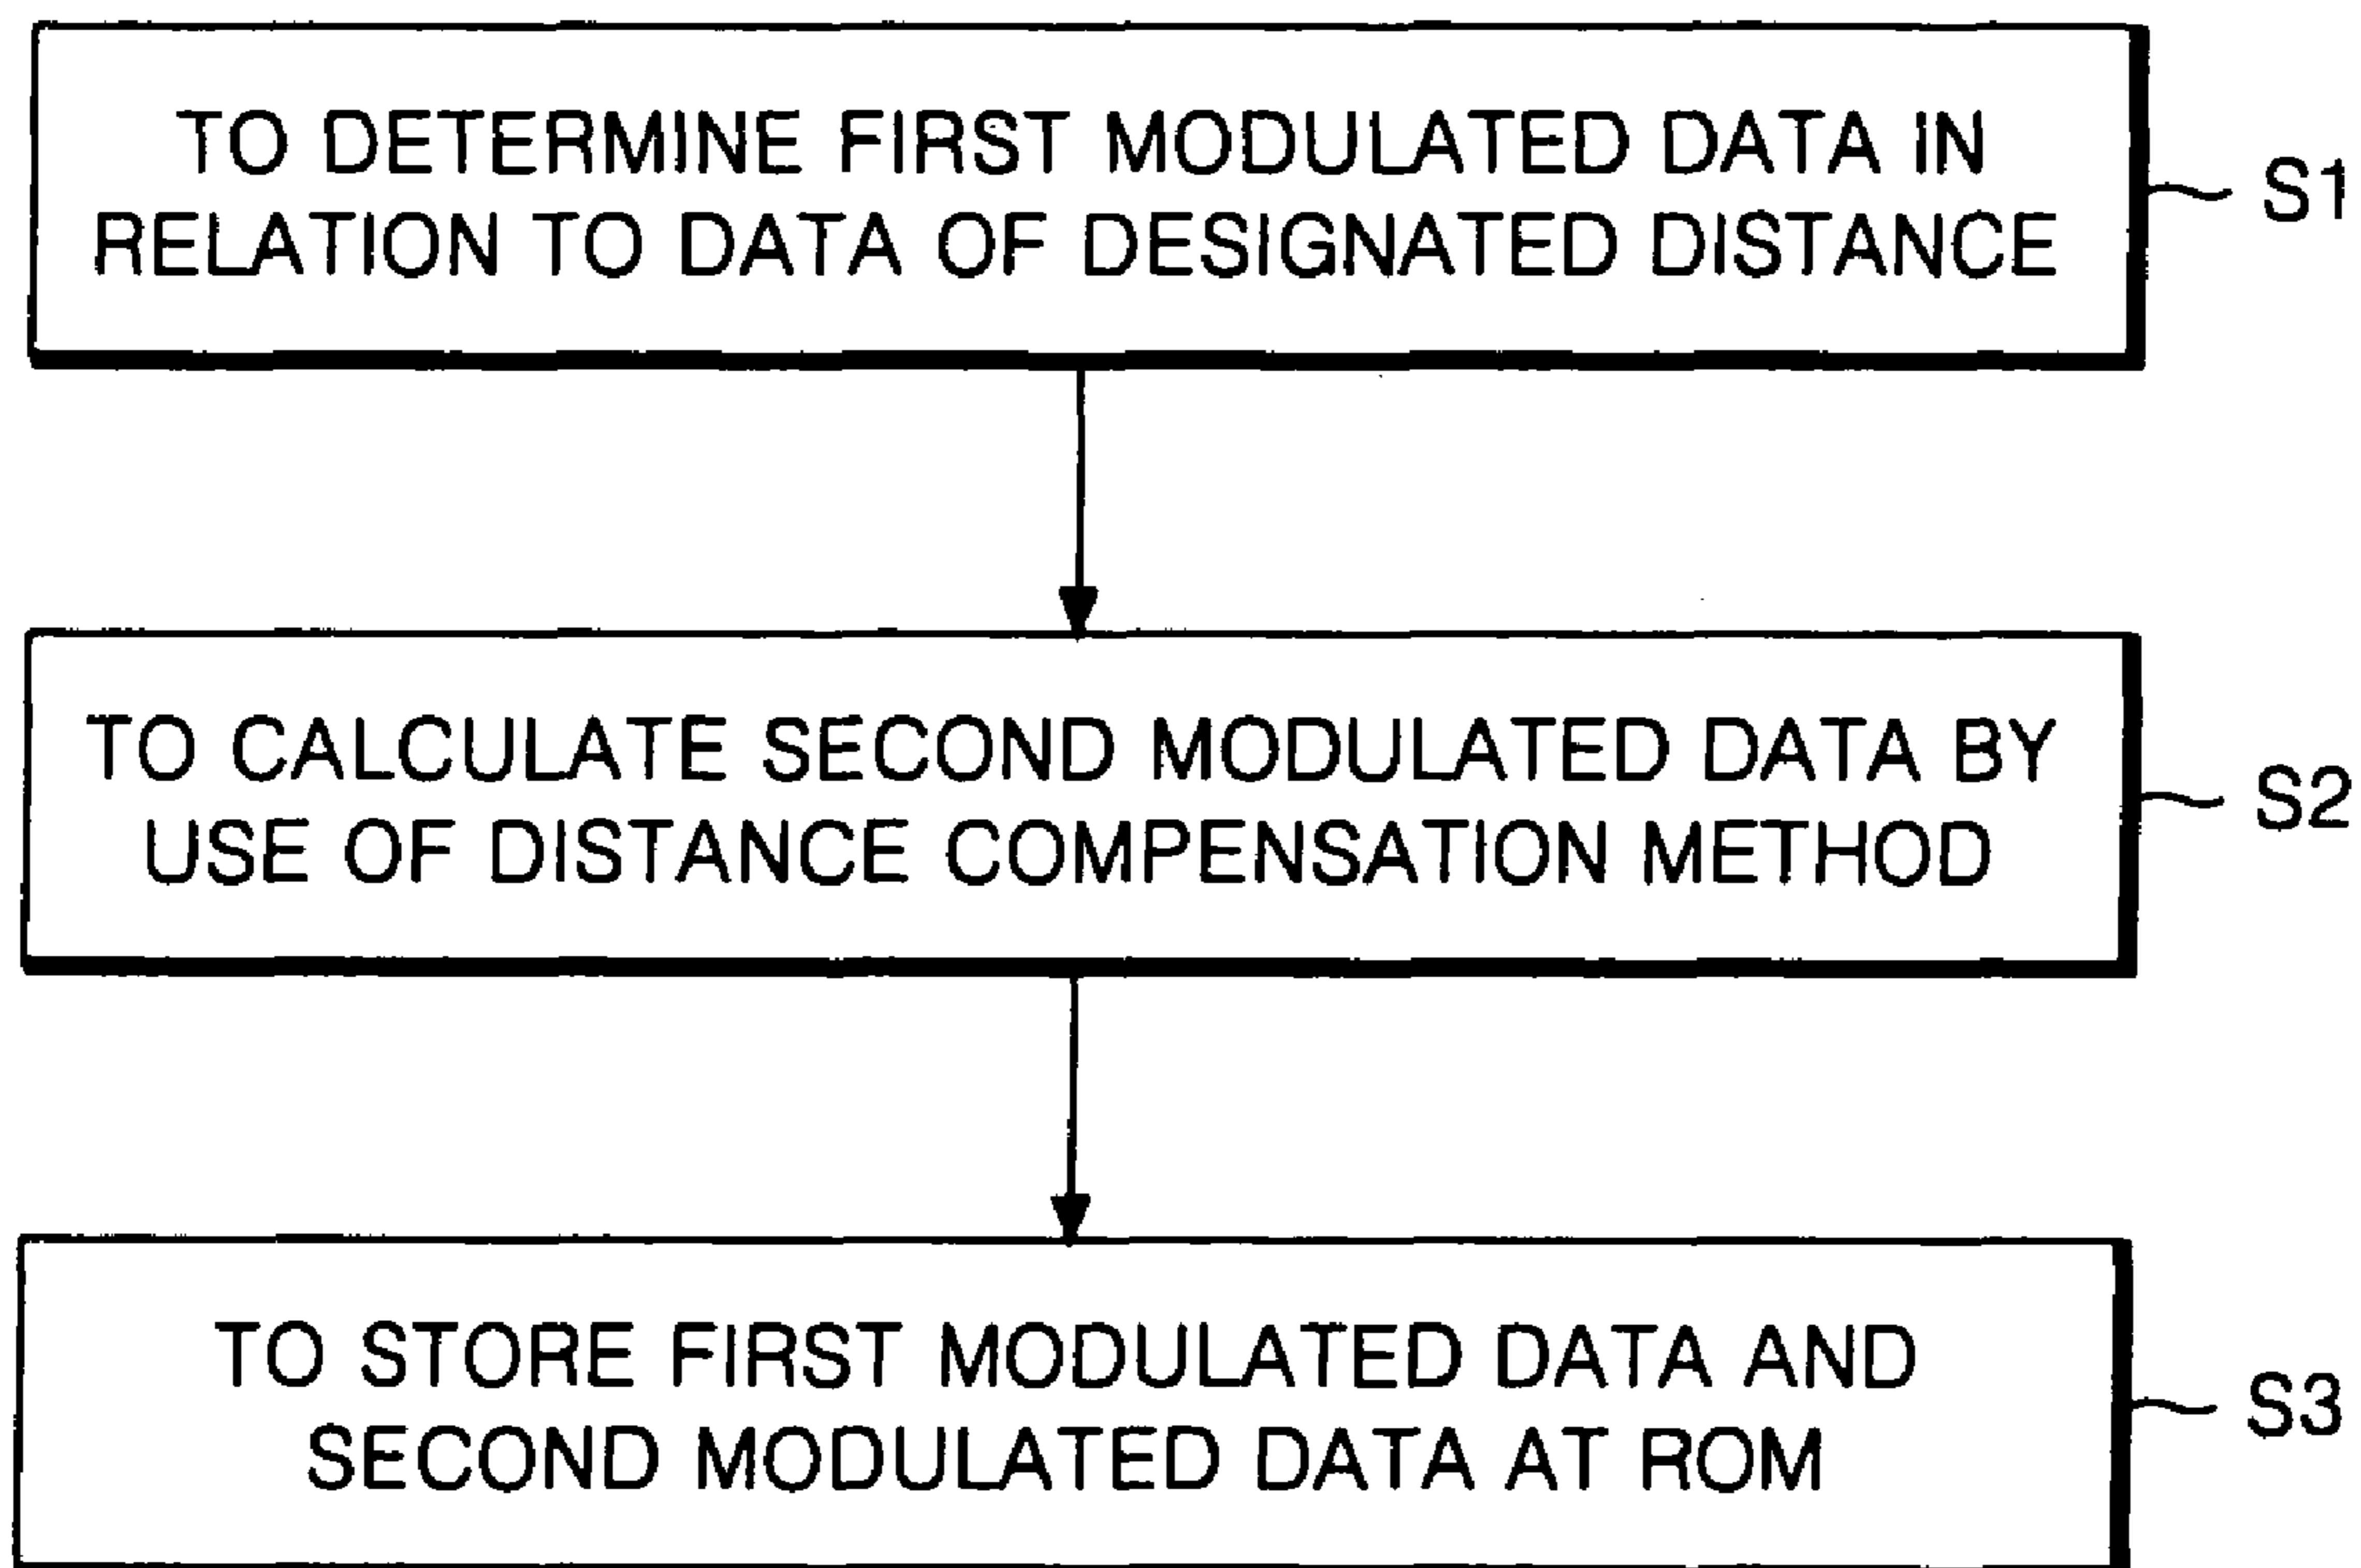 TO DETERMINE FIRST MODULATED DATA IN
RELATION TO DATA OF DESIGNATED DISTANCE
S1
TO CALCULATE SECOND MODULATED DATA BY
USE OF DISTANCE COMPENSATION METHOD
S2
TO STORE FIRST MODULATED DATA AND
SECOND MODULATED DATA AT ROM
S3